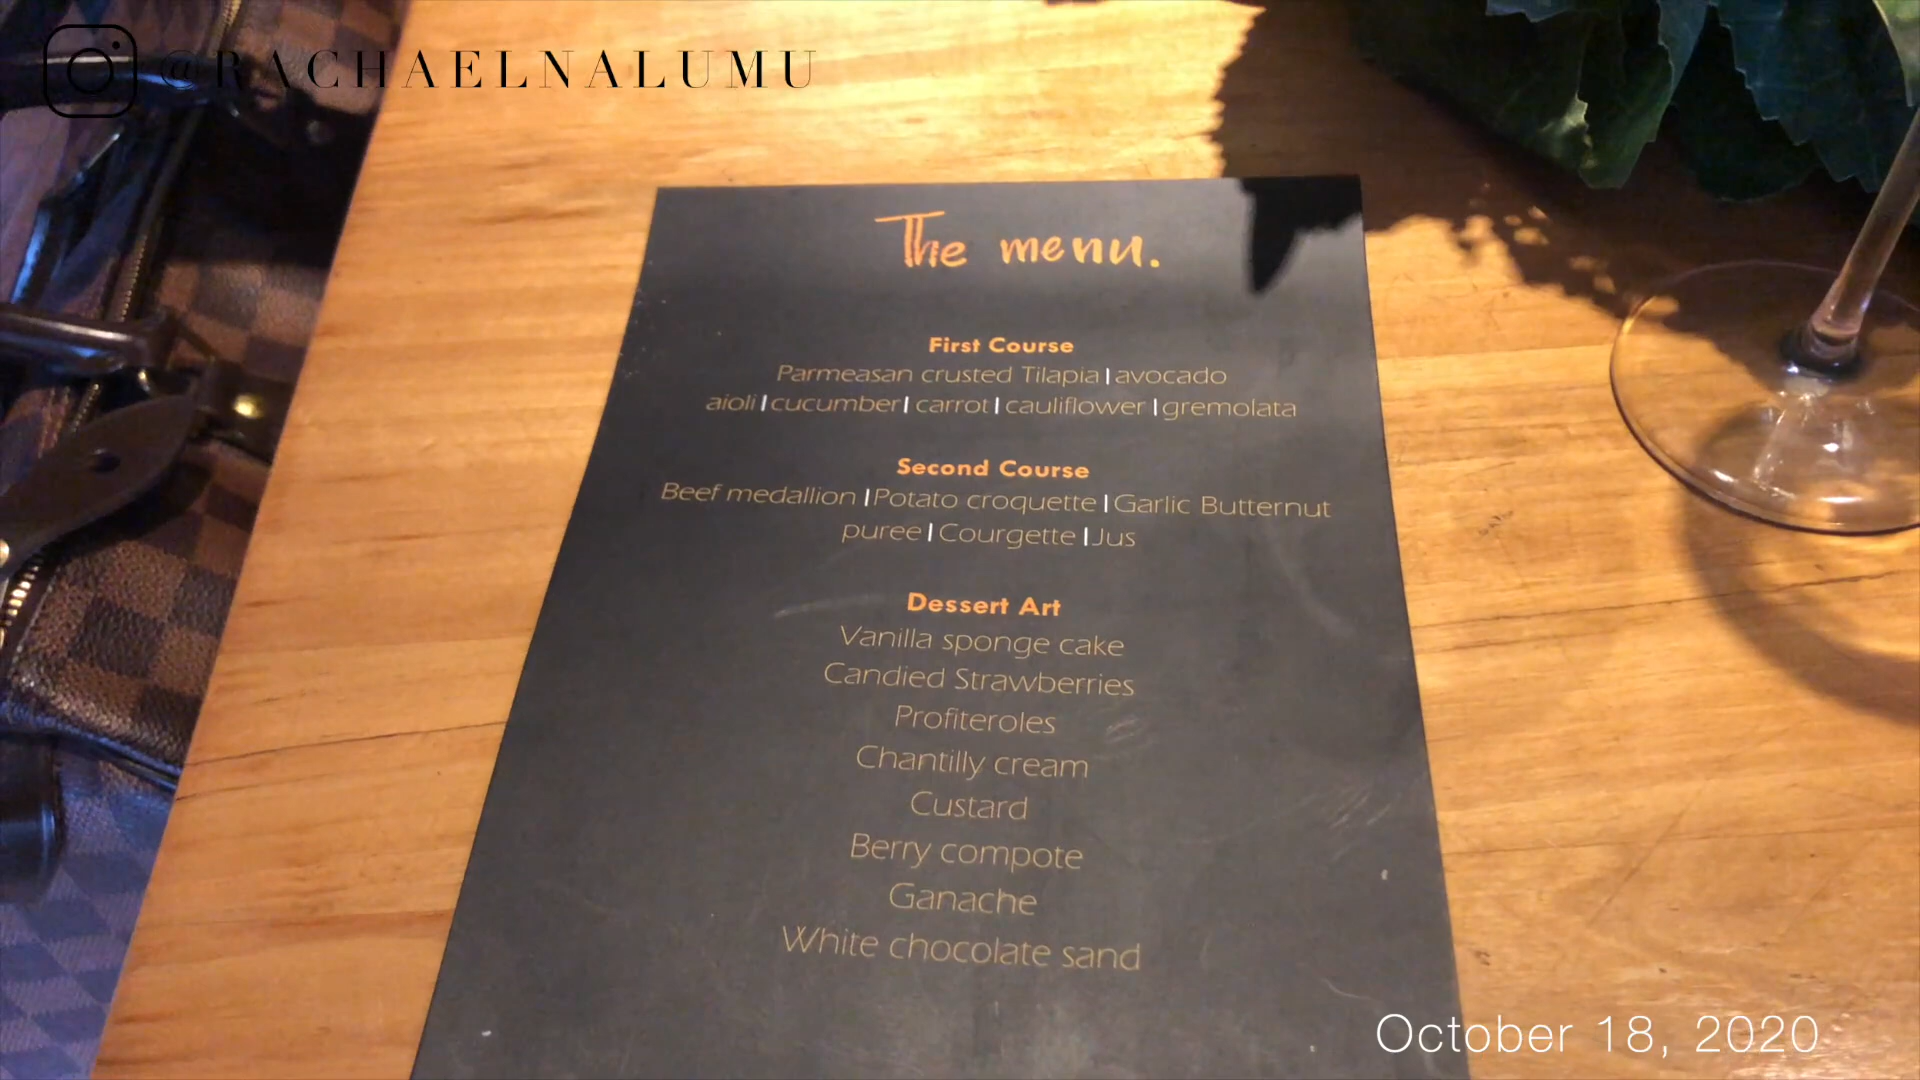 @RACHAELNALUMU
The menu.
First Course
Parmeasan crusted Tilapia|avocado
aioli|cucumber|carrot|cauliflower|gremolata
Second Course
Beef medallion|Potato croquette|Garlic Butternut
puree|Courgette|Jus
Dessert Art
Vanilla sponge cake
Candied Strawberries
Profiteroles
Chantilly cream
Custard
Berry compote
Ganache
White chocolate sand
October 18, 2020